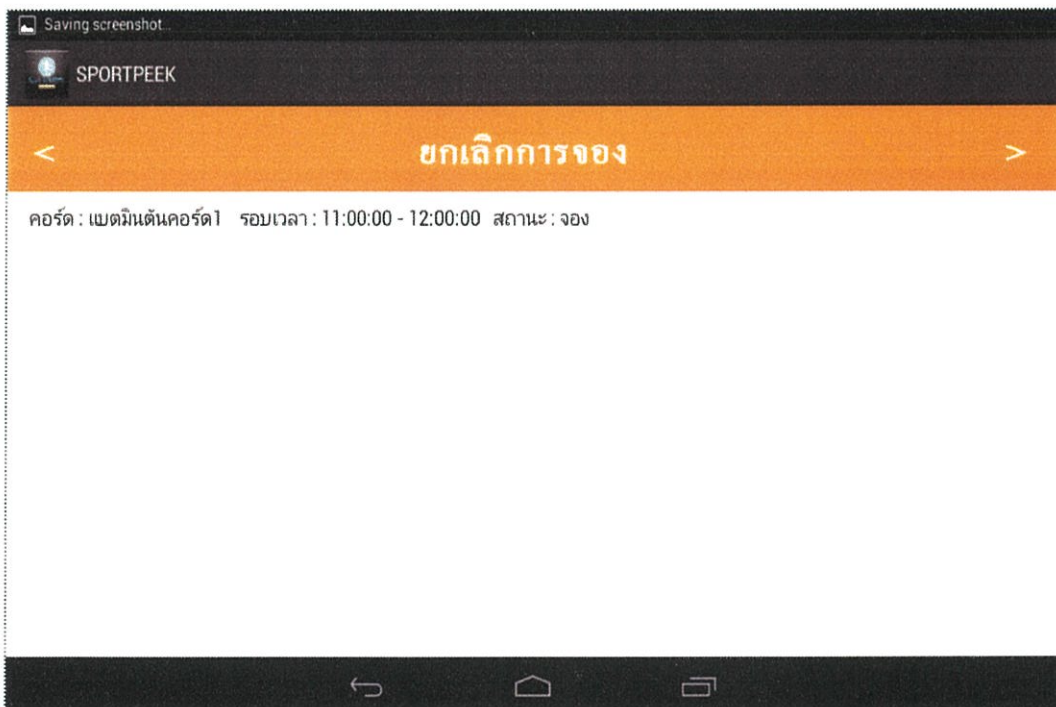 Saving screenshot...
SPORTPEEK
< ยกเลิกการจอง >
คอร์ด : แบตมินตันคอร์ด1 รอบเวลา : 11:00:00 - 12:00:00 สถานะ : จอง